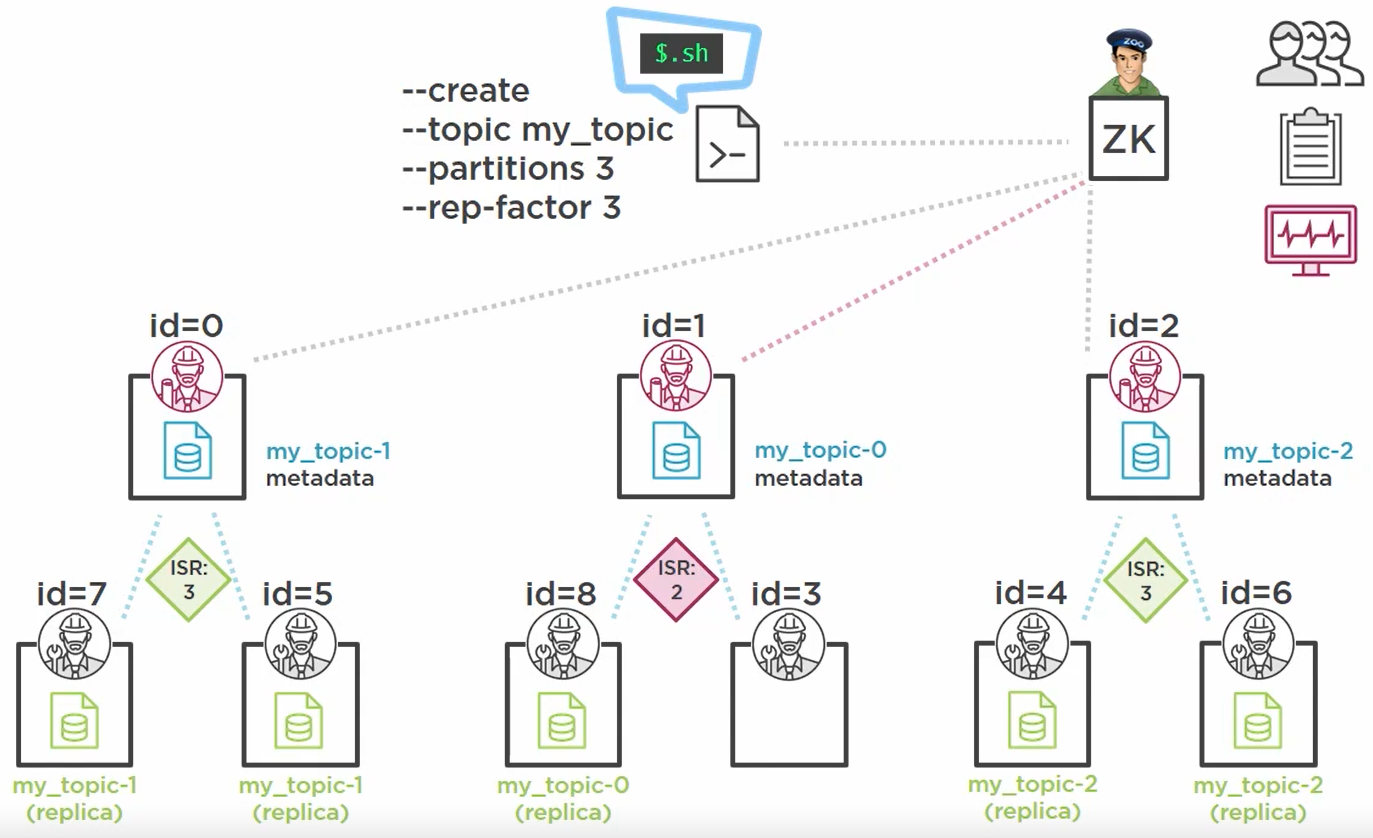 $.sh
--create
--topic my_topic
--partitions 3
--rep-factor 3
ZOO
ZK
id=0
id=1
id=2
my_topic-1
metadata
my_topic-0
metadata
my_topic-2
metadata
ISR:
3
ISR:
2
ISR:
3
id=7
id=5
id=8
id=3
id=4
id=6
my_topic-1
(replica)
my_topic-1
(replica)
my_topic-0
(replica)
my_topic-2
(replica)
my_topic-2
(replica)